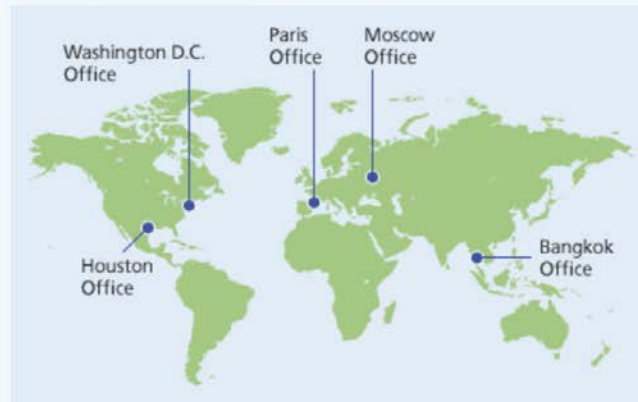 Washington D.C.
Office
Paris
Office
Moscow
Office
Houston
Office
Bangkok
Office